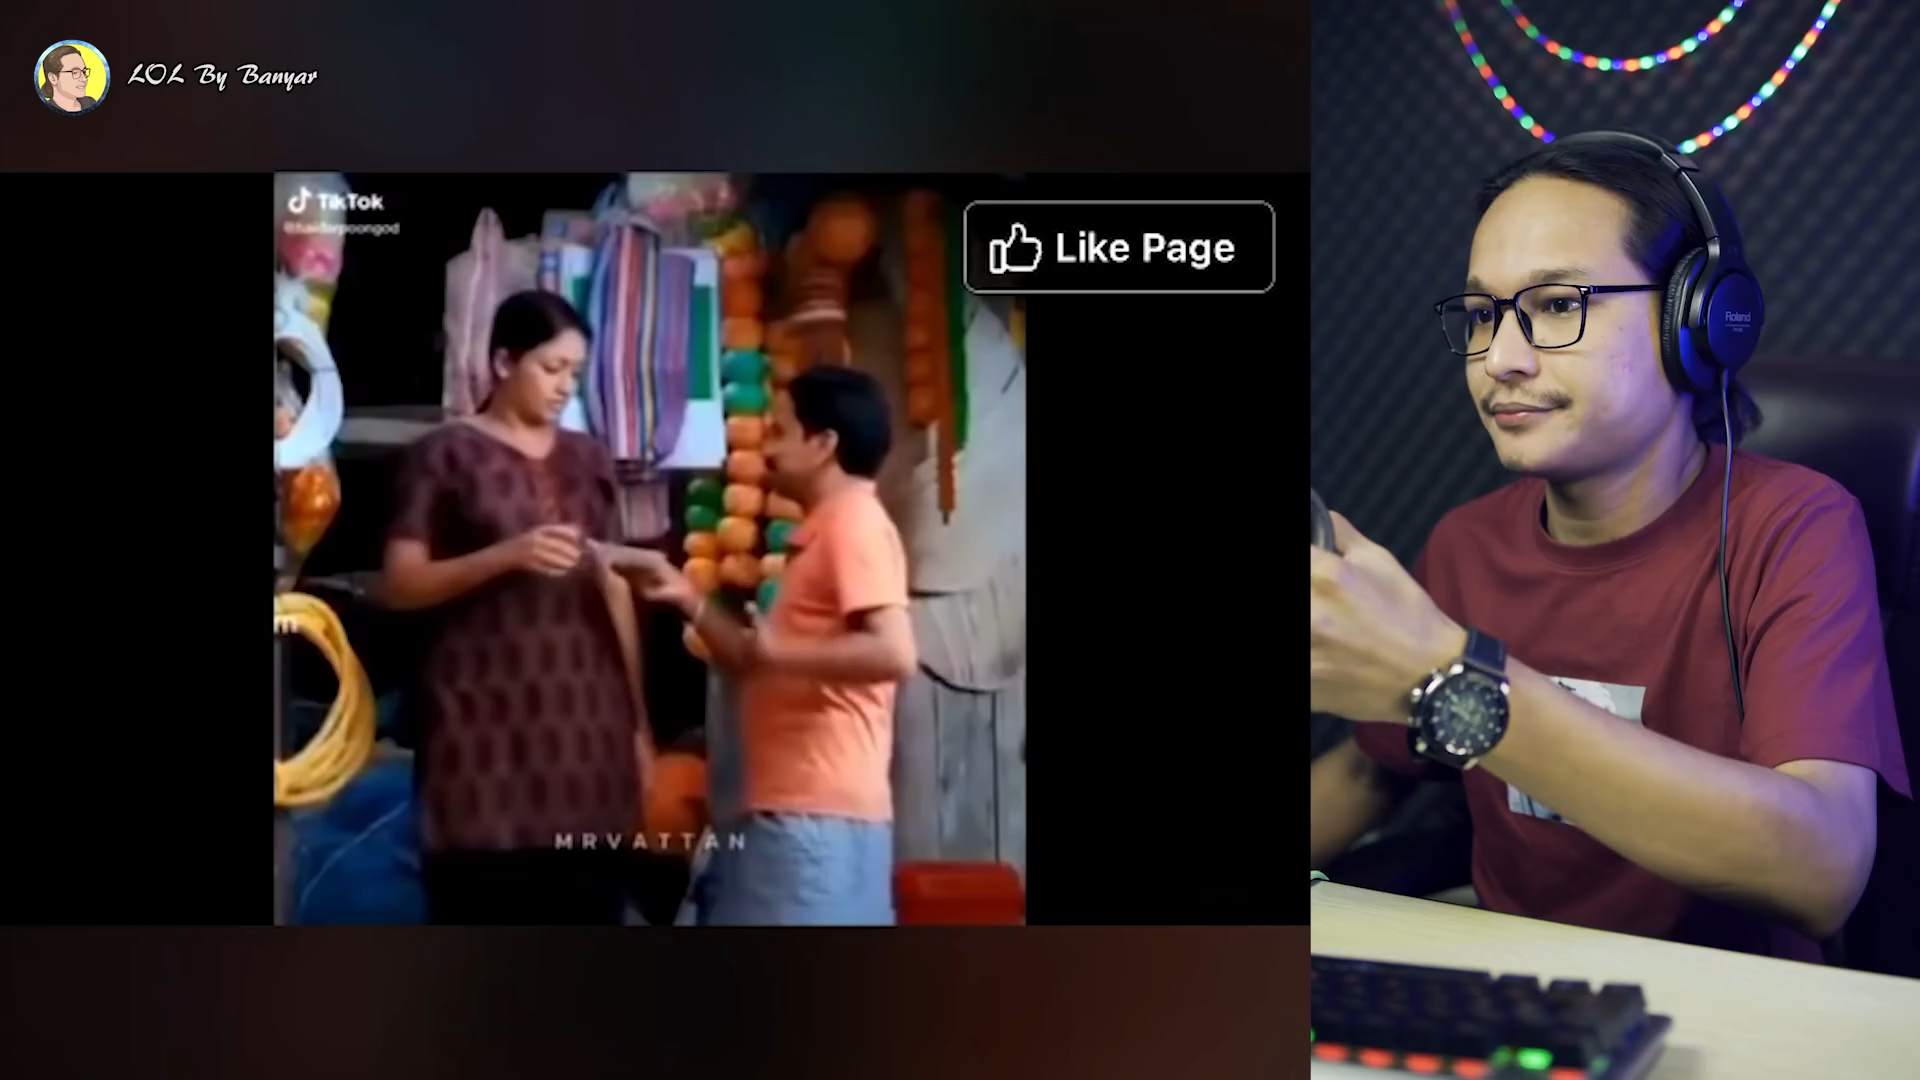 LOL By Banyar
TikTok
Like Page
Roland
MRVATTAN